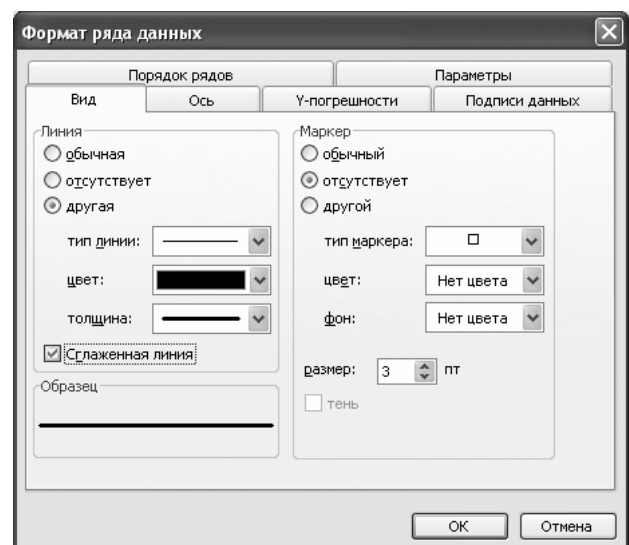 Формат ряда данных
Порядок рядов
Параметры
Вид
Ось
Y-погрешности
Подписи данных
Линия
обычная
отсутствует
другая
тип линии:
цвет:
толщина:
Сглаженная линия
Образец
Маркер
обычный
отсутствует
другой
тип маркера:
цвет:
Нет цвета
фон:
Нет цвета
размер:
3
пт
тень
ОК
Отмена